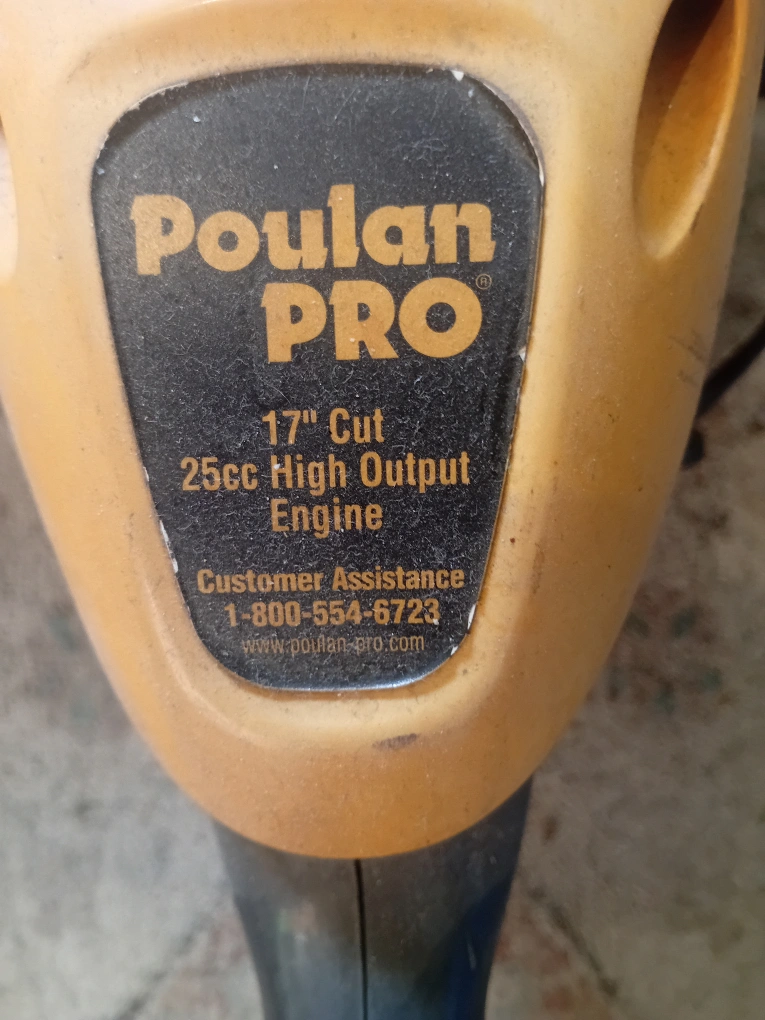 Poulan
PRO®
17" Cut
25cc High Output
Engine
Customer Assistance
1-800-554-6723
www.poulan-pro.com